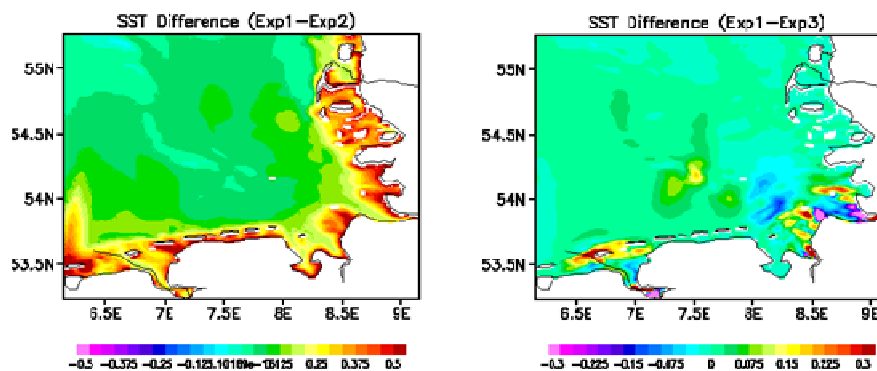 SST Difference (Exp1-Exp2)
55N
54.5N
54N
53.5N
6.5E 7E 7.5E 8E 8.5E 9E
-0.5 -0.375 -0.25 0.25 0.375 0.5
SST Difference (Exp1-Exp3)
55N
54.5N
54N
53.5N
6.5E 7E 7.5E 8E 8.5E 9E
-0.3 -0.225 -0.15 -0.075 0 0.075 0.15 0.225 0.3